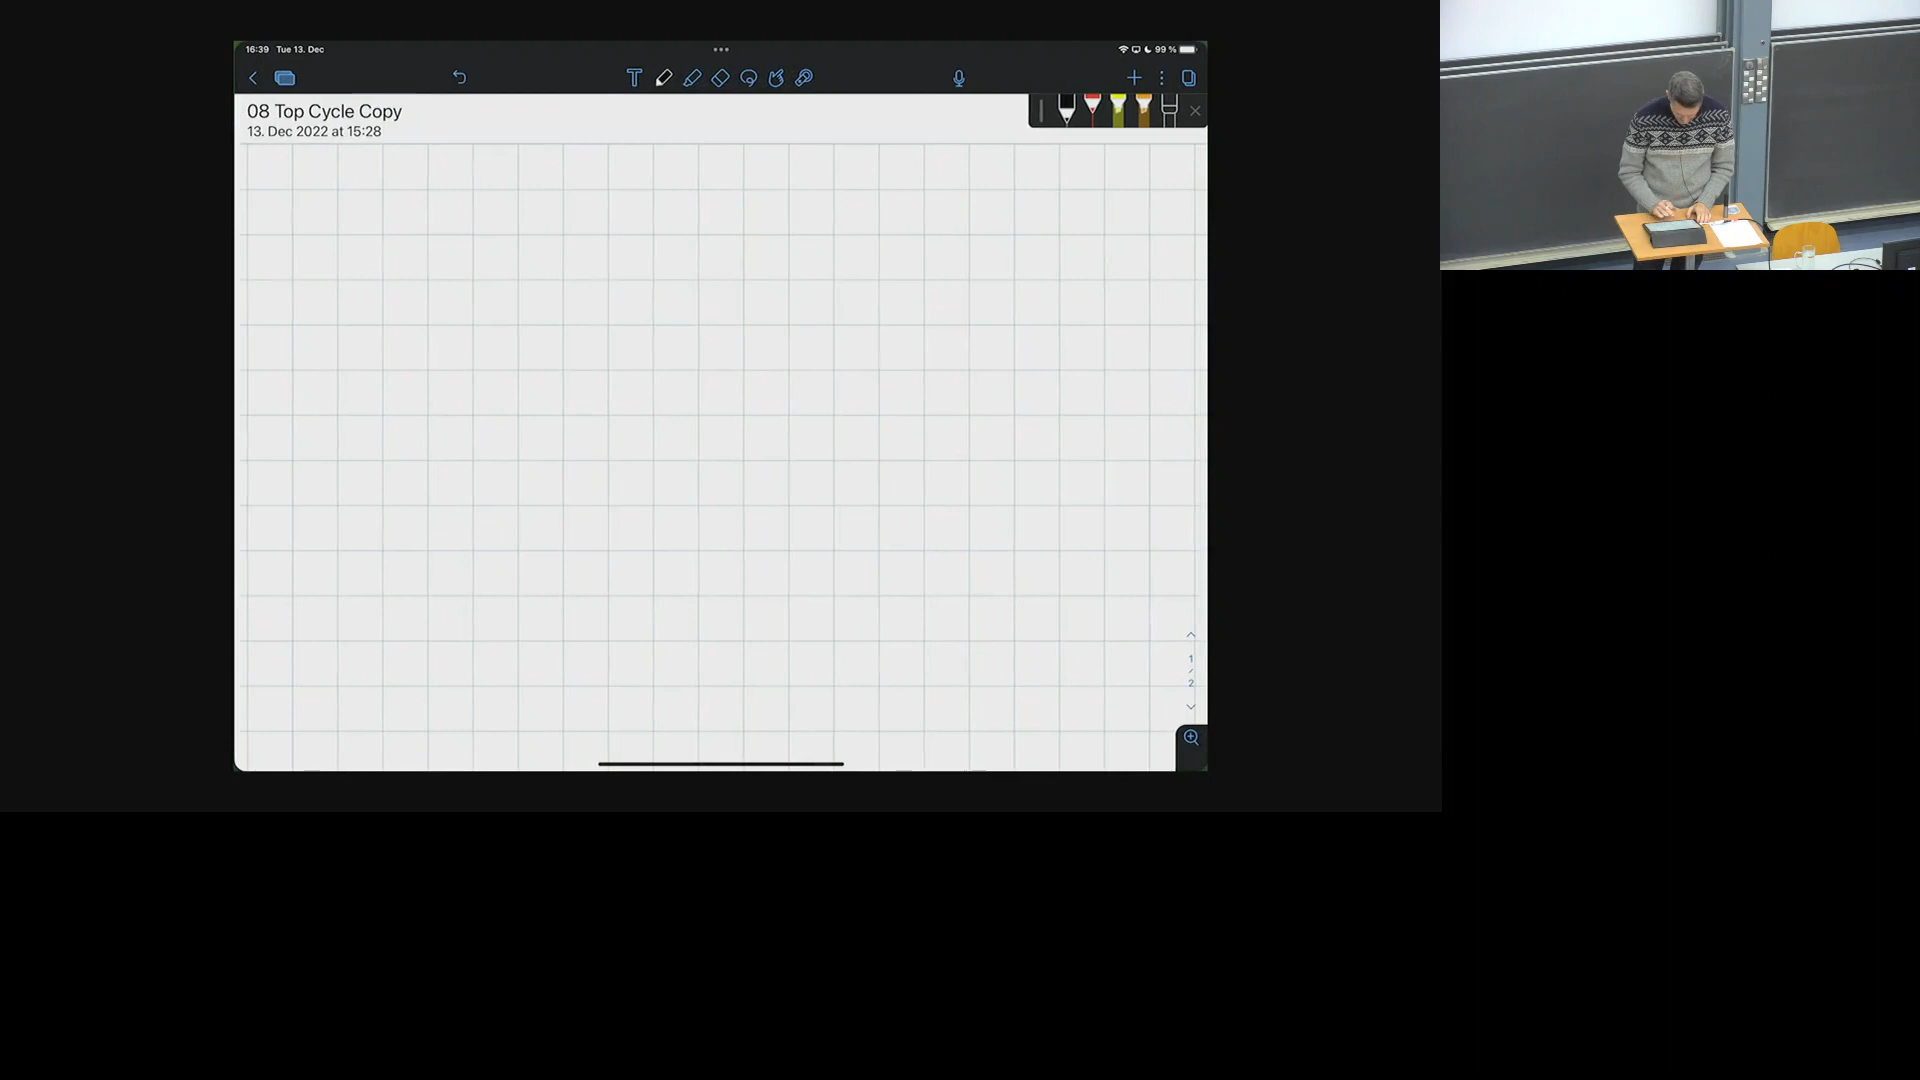 16:39 Tue 13. Dec
99 %
08 Top Cycle Copy
13. Dec 2022 at 15:28
1
/
2